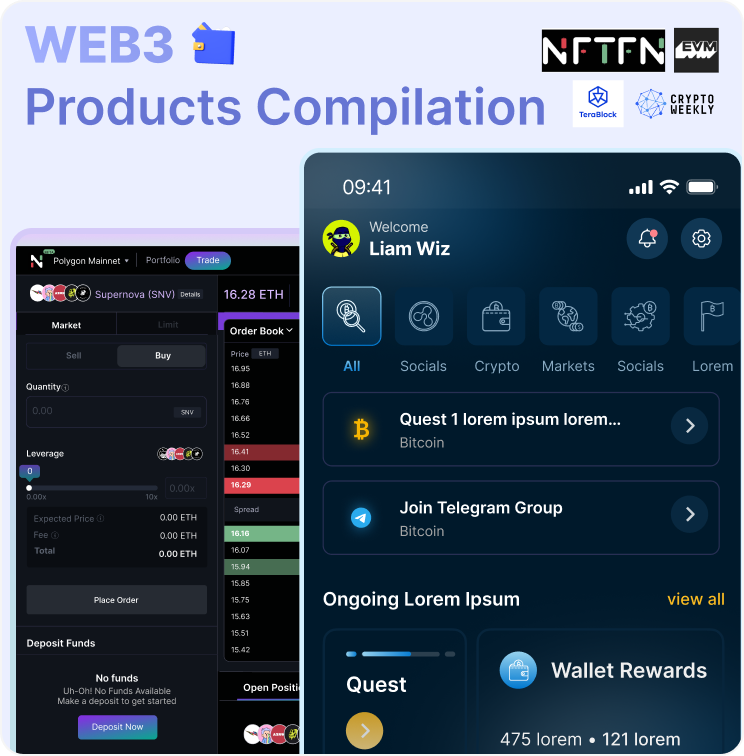 WEB3
Products Compilation
NFTFN
EVM
TeraBlock
CRYPTO
WEEKLY
N
BETA
Polygon Mainnet
Portfolio
Trade
Supernova (SNV)
Details
16.28 ETH
Market
Limit
Sell
Buy
Quantity
0.00
SNV
Leverage
0
0.00x
10x
0.00x
Expected Price
0.00 ETH
Fee
0.00 ETH
Total
0.00 ETH
Place Order
Deposit Funds
No funds
Uh-Oh! No Funds Available
Make a deposit to get started
Deposit Now
Order Book
Price
ETH
16.95
16.88
16.76
16.66
16.52
16.41
16.30
16.29
Spread
16.16
16.07
15.94
15.85
15.75
15.63
15.51
15.42
Open Positi
09:41
Welcome
Liam Wiz
All
Socials
Crypto
Markets
Socials
Lorem
Quest 1 lorem ipsum lorem...
Bitcoin
Join Telegram Group
Bitcoin
Ongoing Lorem Ipsum
view all
Quest
Wallet Rewards
475 lorem • 121 lorem